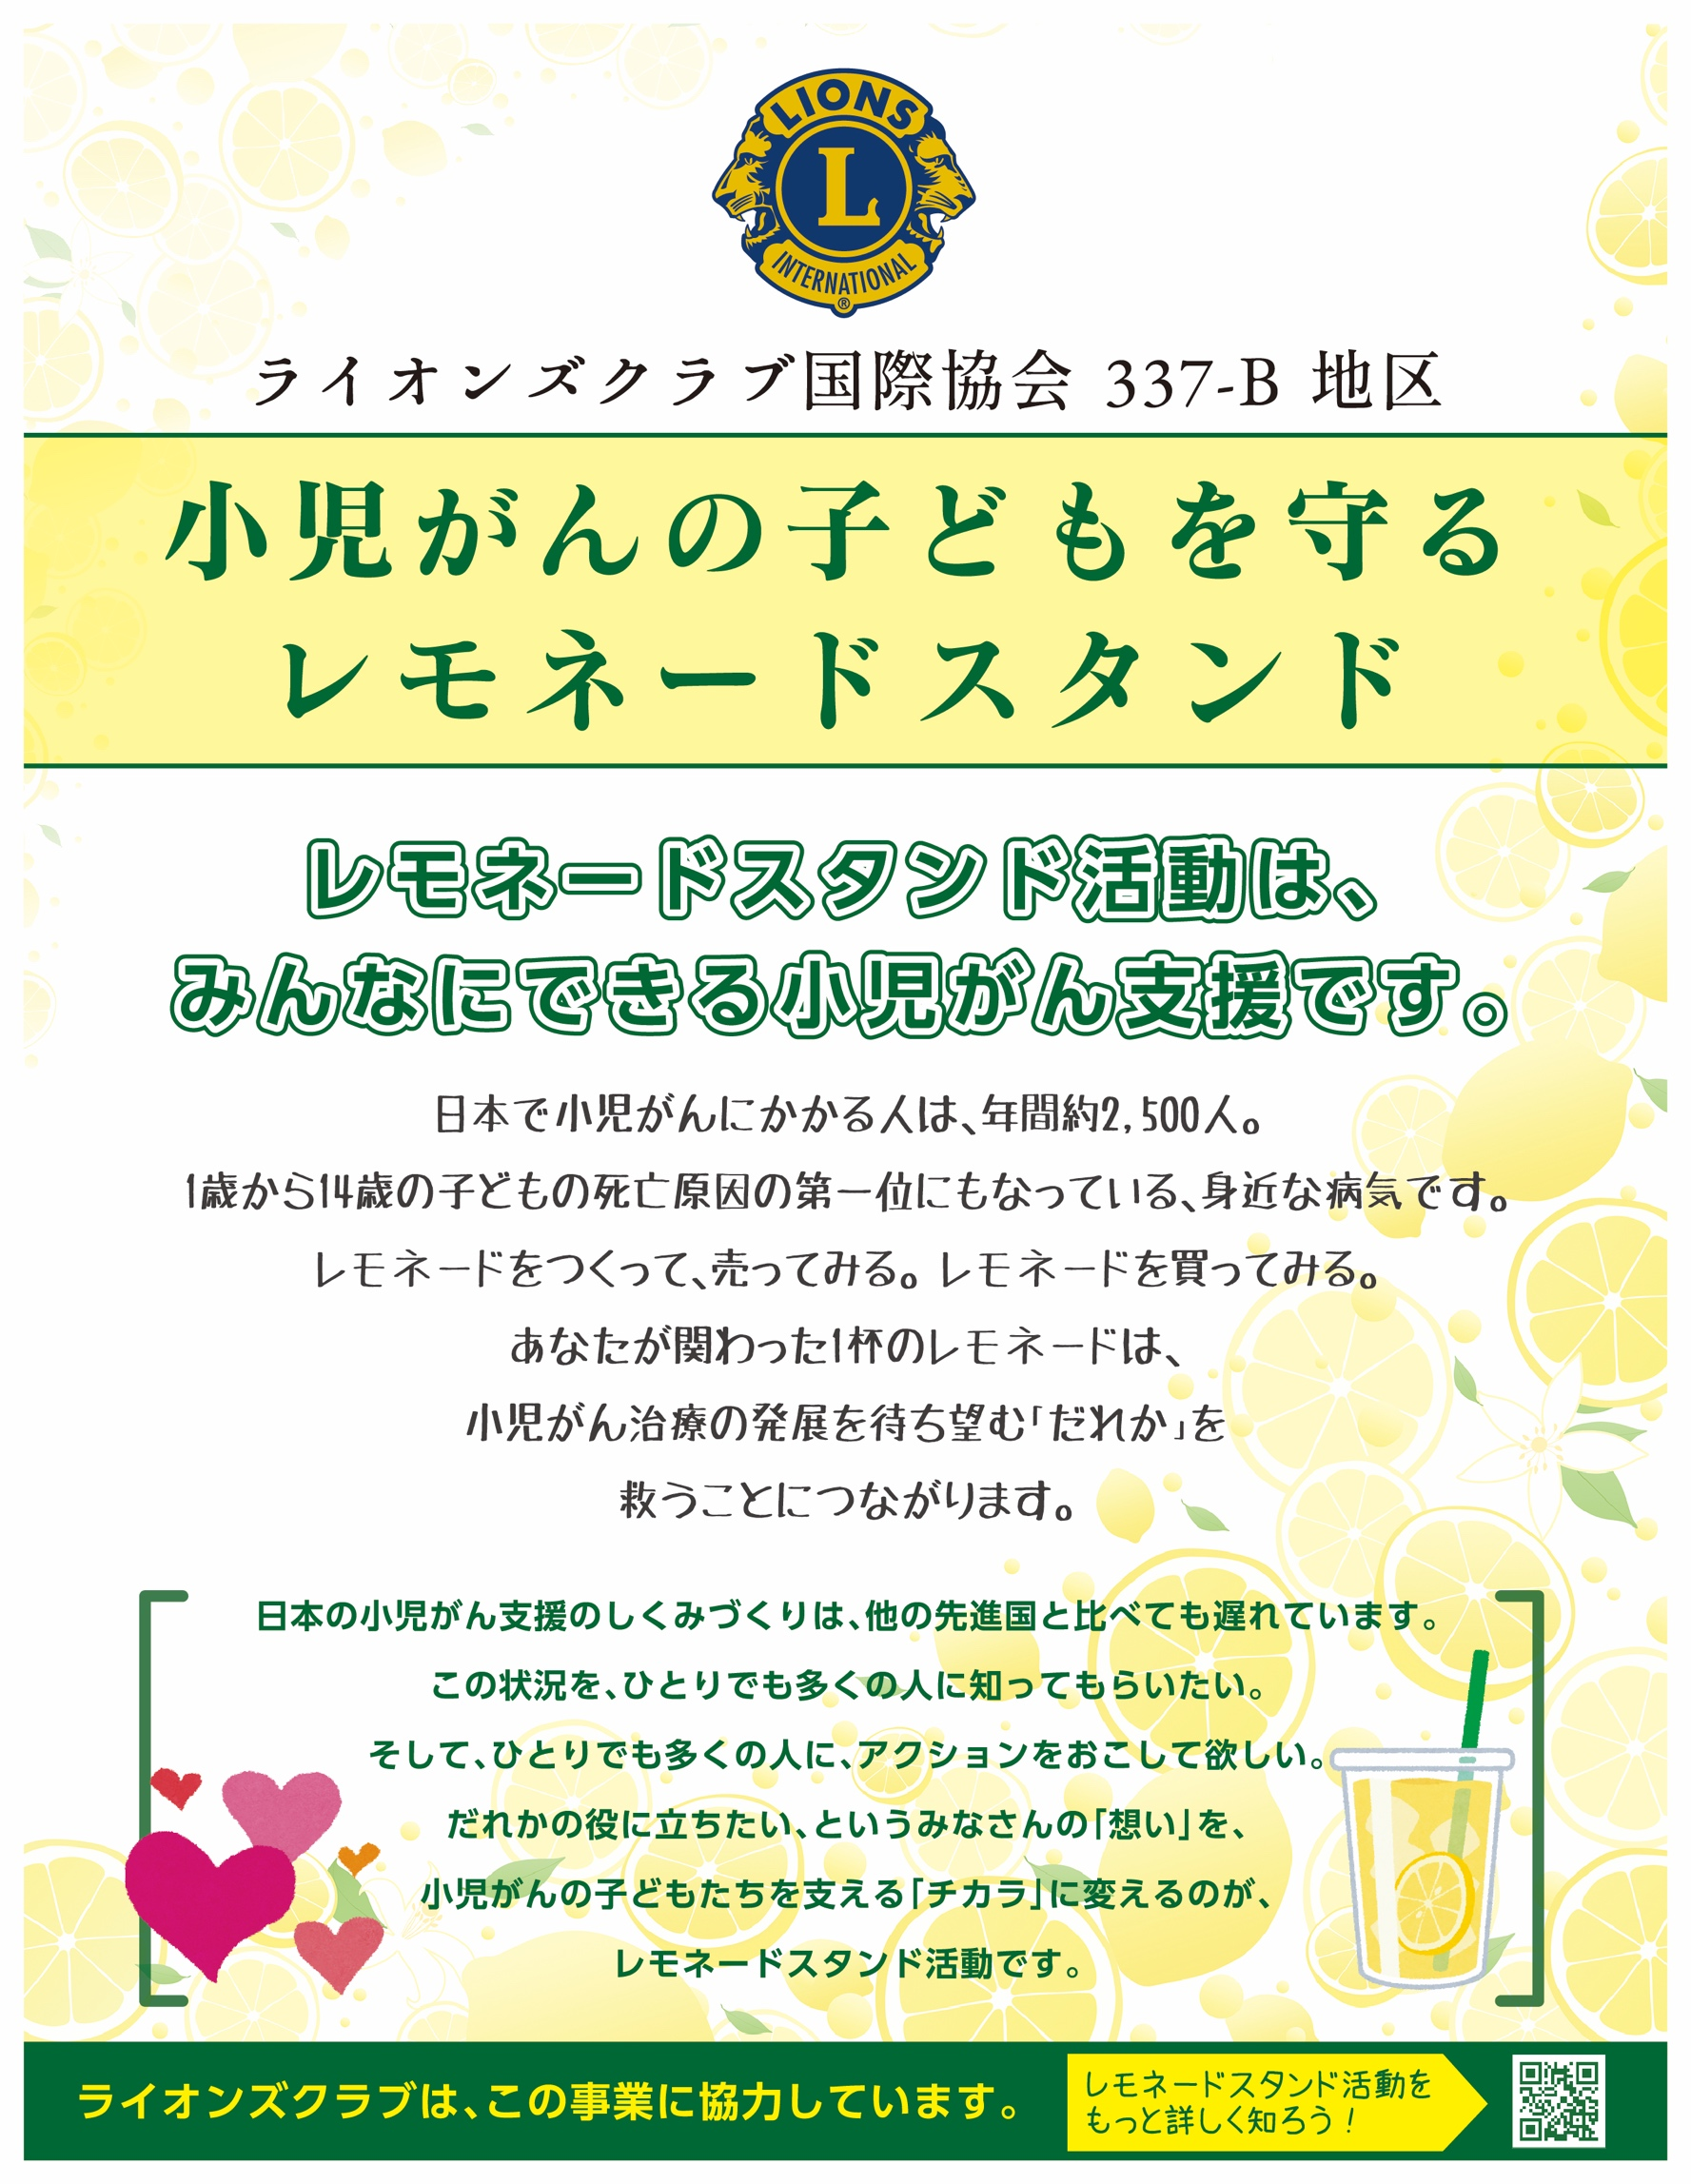 LIONS
L
INTERNATIONAL
®
ライオンズクラブ国際協会 337-B 地区
小児がんの子どもを守る
レモネードスタンド
レモネードスタンド活動は、
みんなにできる小児がん支援です。
日本で小児がんにかかる人は、年間約2,500人。
1歳から14歳の子どもの死亡原因の第一位にもなっている、身近な病気です。
レモネードをつくって、売ってみる。レモネードを買ってみる。
あなたが関わった1杯のレモネードは、
小児がん治療の発展を待ち望む「だれか」を
救うことにつながります。
日本の小児がん支援のしくみづくりは、他の先進国と比べても遅れています。
この状況を、ひとりでも多くの人に知ってもらいたい。
そして、ひとりでも多くの人に、アクションをおこして欲しい。
だれかの役に立ちたい、というみなさんの「想い」を、
小児がんの子どもたちを支える「チカラ」に変えるのが、
レモネードスタンド活動です。
ライオンズクラブは、この事業に協力しています。
レモネードスタンド活動を
もっと詳しく知ろう！